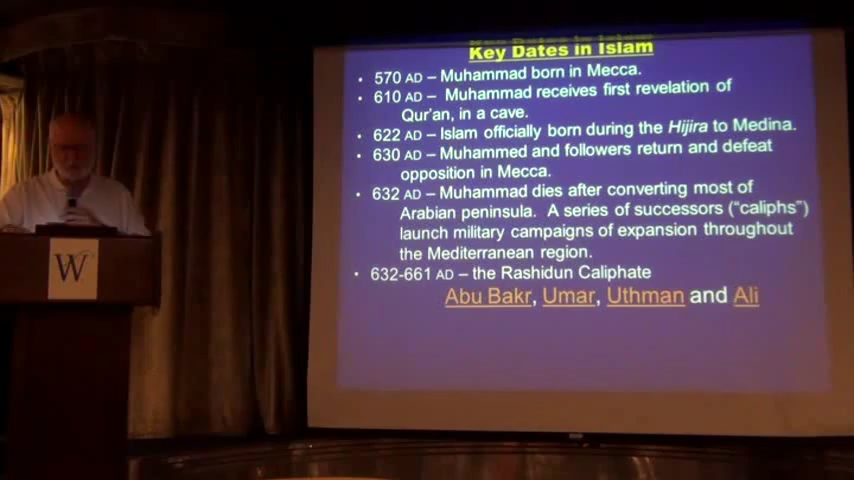 Key Dates in Islam
• 570 AD – Muhammad born in Mecca.
• 610 AD – Muhammad receives first revelation of
Qur'an, in a cave.
• 622 AD – Islam officially born during the Hijira to Medina.
• 630 AD – Muhammed and followers return and defeat
opposition in Mecca.
• 632 AD – Muhammad dies after converting most of
Arabian peninsula. A series of successors ("caliphs")
launch military campaigns of expansion throughout
the Mediterranean region.
• 632-661 AD – the Rashidun Caliphate
Abu Bakr, Umar, Uthman and Ali
W